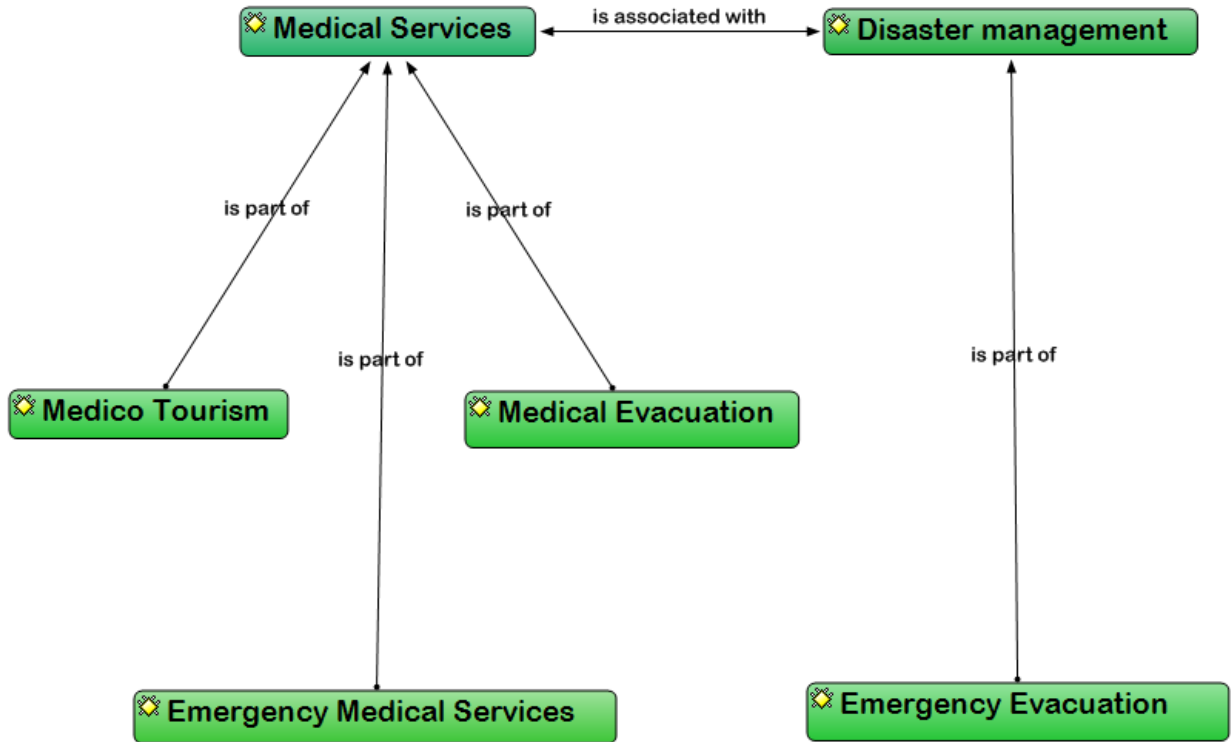 Medical Services
is associated with
Disaster management
is part of
is part of
is part of
is part of
Medico Tourism
Medical Evacuation
Emergency Medical Services
Emergency Evacuation